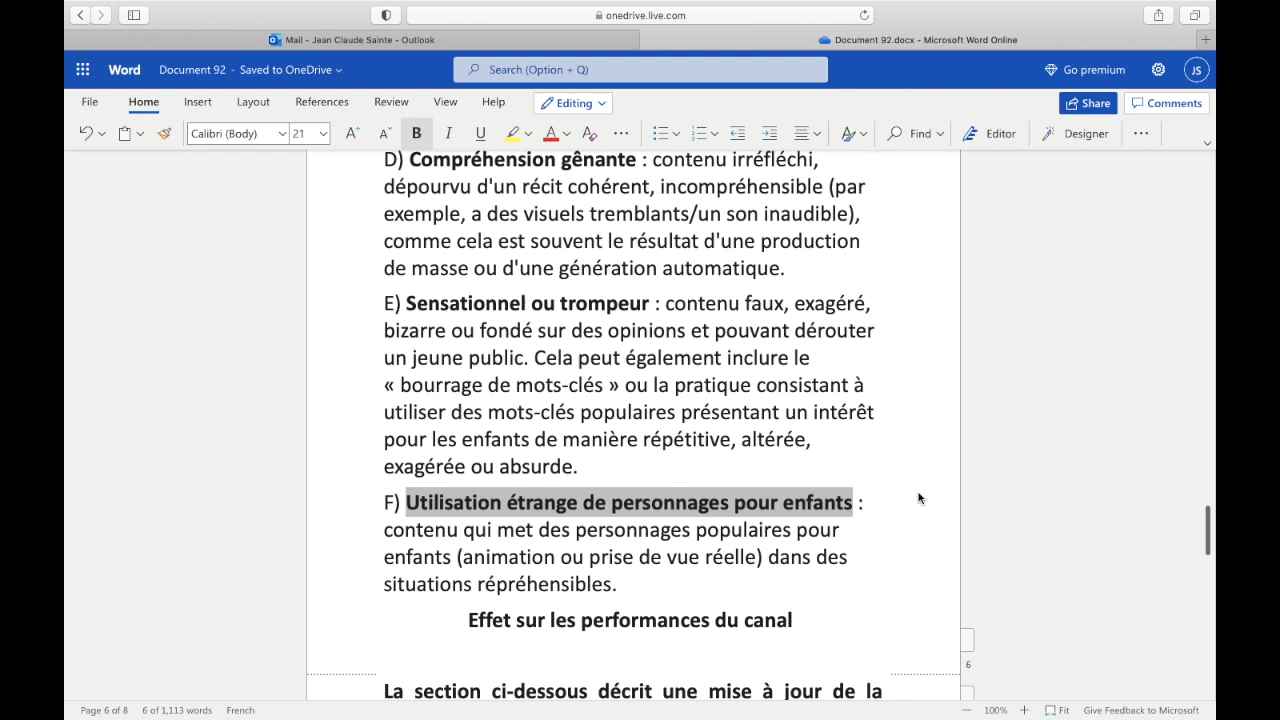 onedrive.live.com
Mail - Jean Claude Sainte - Outlook
Document 92.docx - Microsoft Word Online
Word
Document 92 - Saved to OneDrive
Search (Option + Q)
Go premium
JS
File Home Insert Layout References Review View Help Editing Share Comments
Calibri (Body) 21 B I U A Find Editor Designer
D) Compréhension gênante : contenu irréfléchi,
dépourvu d'un récit cohérent, incompréhensible (par
exemple, a des visuels tremblants/un son inaudible),
comme cela est souvent le résultat d'une production
de masse ou d'une génération automatique.
E) Sensationnel ou trompeur : contenu faux, exagéré,
bizarre ou fondé sur des opinions et pouvant dérouter
un jeune public. Cela peut également inclure le
« bourrage de mots-clés » ou la pratique consistant à
utiliser des mots-clés populaires présentant un intérêt
pour les enfants de manière répétitive, altérée,
exagérée ou absurde.
F) Utilisation étrange de personnages pour enfants :
contenu qui met des personnages populaires pour
enfants (animation ou prise de vue réelle) dans des
situations répréhensibles.
Effet sur les performances du canal
6
La section ci-dessous décrit une mise à jour de la
Page 6 of 8 6 of 1,113 words French 100% Fit Give Feedback to Microsoft